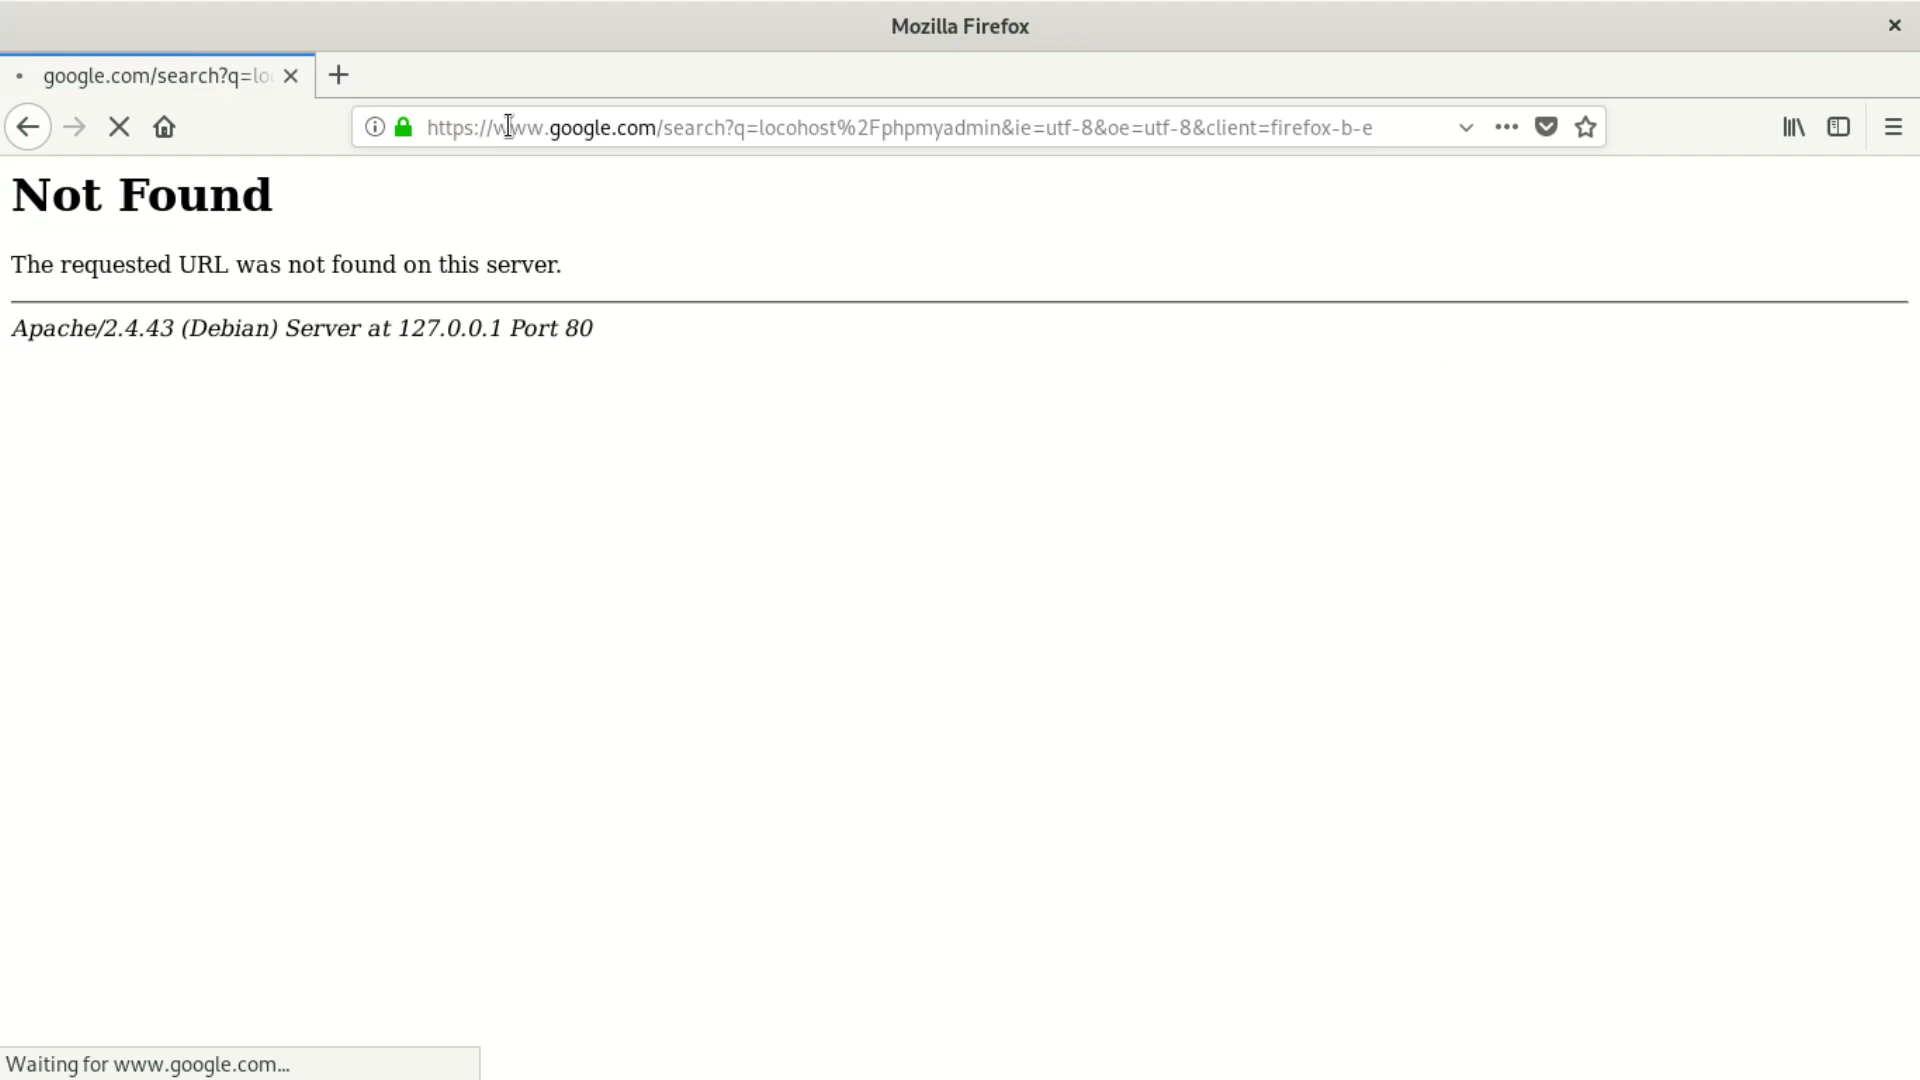 Mozilla Firefox
google.com/search?q=loc
https://www.google.com/search?q=locohost%2Fphpmyadmin&ie=utf-8&oe=utf-8&client=firefox-b-e
Not Found
The requested URL was not found on this server.
Apache/2.4.43 (Debian) Server at 127.0.0.1 Port 80
Waiting for www.google.com...